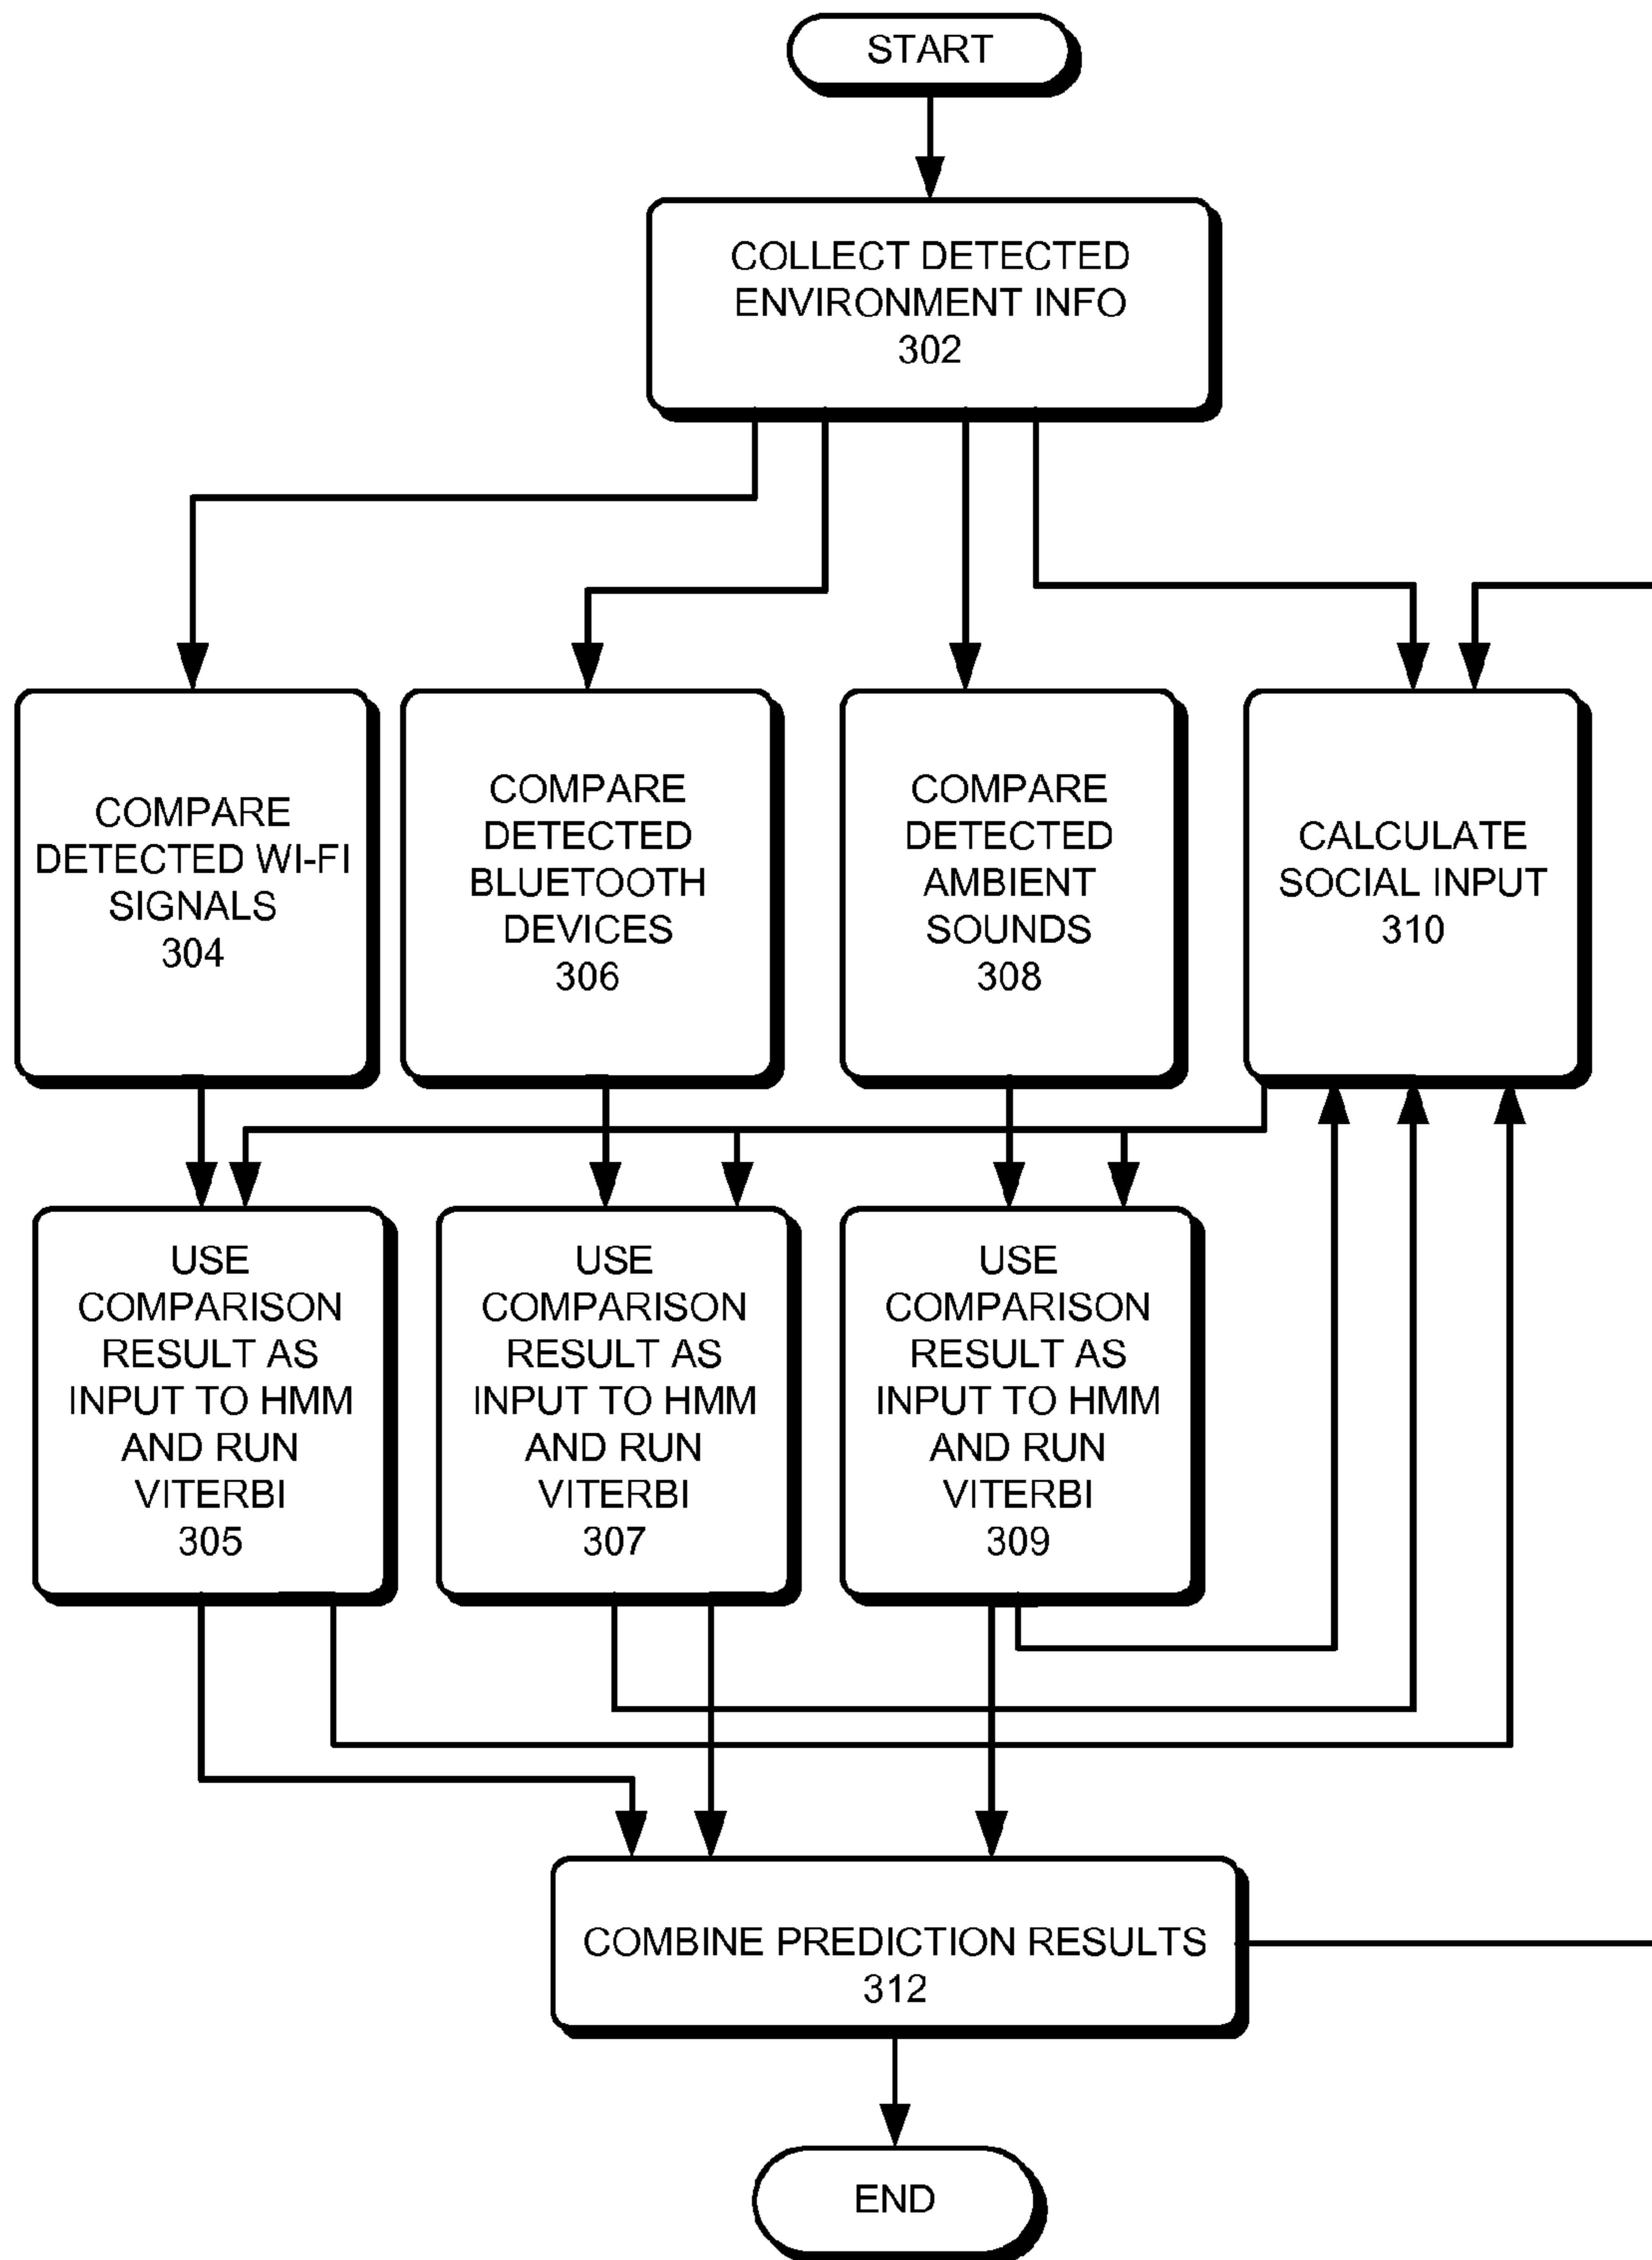 START
COLLECT DETECTED
ENVIRONMENT INFO
302
COMPARE
DETECTED WI-FI
SIGNALS
304
COMPARE
DETECTED
BLUETOOTH
DEVICES
306
COMPARE
DETECTED
AMBIENT
SOUNDS
308
CALCULATE
SOCIAL INPUT
310
USE
COMPARISON
RESULT AS
INPUT TO HMM
AND RUN
VITERBI
305
USE
COMPARISON
RESULT AS
INPUT TO HMM
AND RUN
VITERBI
307
USE
COMPARISON
RESULT AS
INPUT TO HMM
AND RUN
VITERBI
309
COMBINE PREDICTION RESULTS
312
END